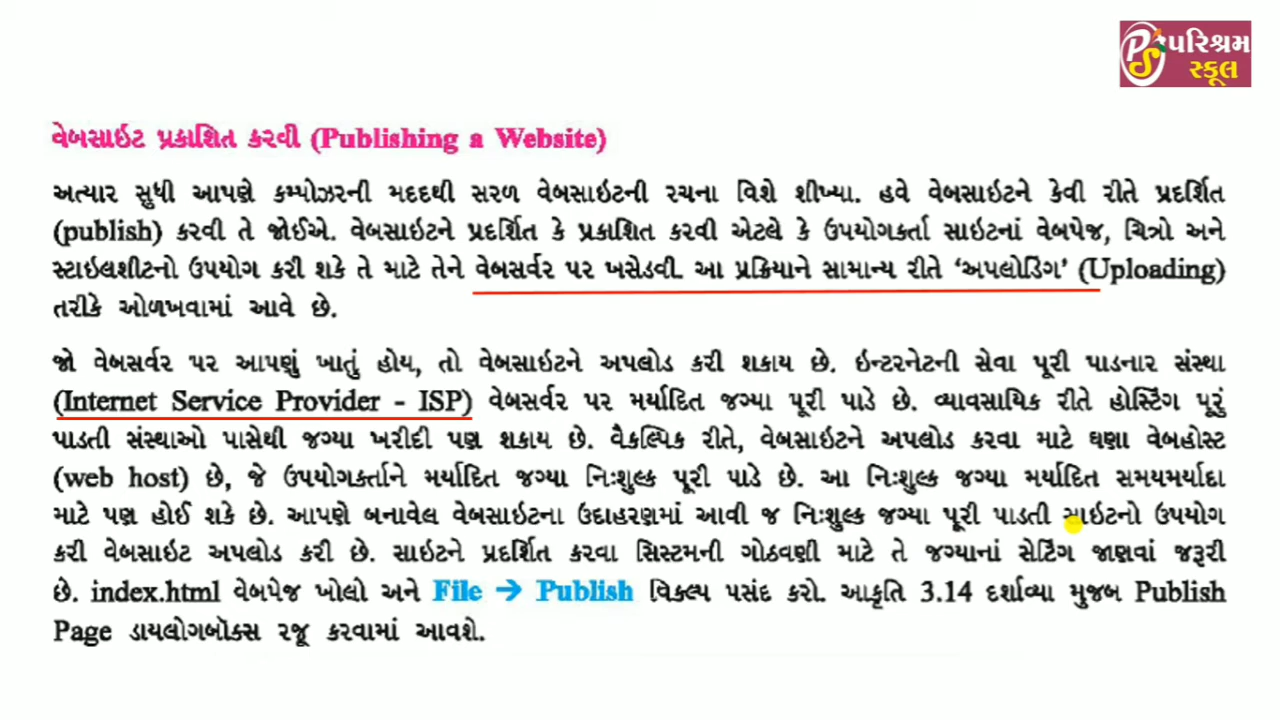 પરિશ્રમ
સ્કૂલ
વેબસાઇટ પ્રકાશિત કરવી (Publishing a Website)
અત્યાર સુધી આપણે કમ્પોઝરની મદદથી સરળ વેબસાઇટની રચના વિશે શીખ્યા. હવે વેબસાઇટને કેવી રીતે પ્રદર્શિત
(publish) કરવી તે જોઈએ. વેબસાઇટને પ્રદર્શિત કે પ્રકાશિત કરવી એટલે કે ઉપયોગકર્તા સાઇટનાં વેબપેજ, ચિત્રો અને
સ્ટાઇલશીટનો ઉપયોગ કરી શકે તે માટે તેને વેબસર્વર પર ખસેડવી. આ પ્રક્રિયાને સામાન્ય રીતે ‘અપલોડિંગ’ (Uploading)
તરીકે ઓળખવામાં આવે છે.
જો વેબસર્વર પર આપણું ખાતું હોય, તો વેબસાઇટને અપલોડ કરી શકાય છે. ઇન્ટરનેટની સેવા પૂરી પાડનાર સંસ્થા
(Internet Service Provider - ISP) વેબસર્વર પર મર્યાદિત જગ્યા પૂરી પાડે છે. વ્યાવસાયિક રીતે હોસ્ટિંગ પૂરું
પાડતી સંસ્થાઓ પાસેથી જગ્યા ખરીદી પણ શકાય છે. વૈકલ્પિક રીતે, વેબસાઇટને અપલોડ કરવા માટે ઘણા વેબહોસ્ટ
(web host) છે, જે ઉપયોગકર્તાને મર્યાદિત જગ્યા નિઃશુલ્ક પૂરી પાડે છે. આ નિઃશુલ્ક જગ્યા મર્યાદિત સમયમર્યાદા
માટે પણ હોઈ શકે છે. આપણે બનાવેલ વેબસાઇટના ઉદાહરણમાં આવી જ નિઃશુલ્ક જગ્યા પૂરી પાડતી સાઇટનો ઉપયોગ
કરી વેબસાઇટ અપલોડ કરી છે. સાઇટને પ્રદર્શિત કરવા સિસ્ટમની ગોઠવણી માટે તે જગ્યાનાં સેટિંગ જાણવાં જરૂરી
છે. index.html વેબપેજ ખોલો અને File → Publish વિકલ્પ પસંદ કરો. આકૃતિ 3.14 દર્શાવ્યા મુજબ Publish
Page ડાયલોગબૉક્સ રજૂ કરવામાં આવશે.